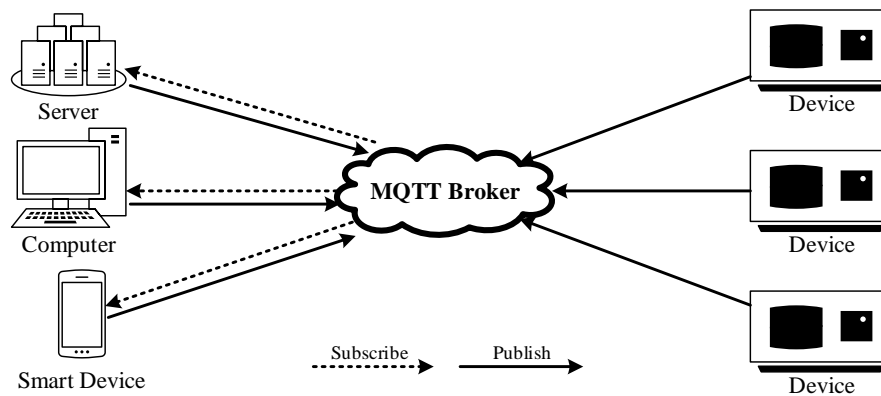 Server
Device
MQTT Broker
Computer
Device
Subscribe
Publish
Smart Device
Device